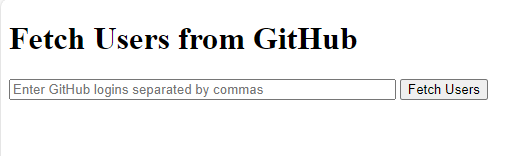 Fetch Users from GitHub
Enter GitHub logins separated by commas Fetch Users